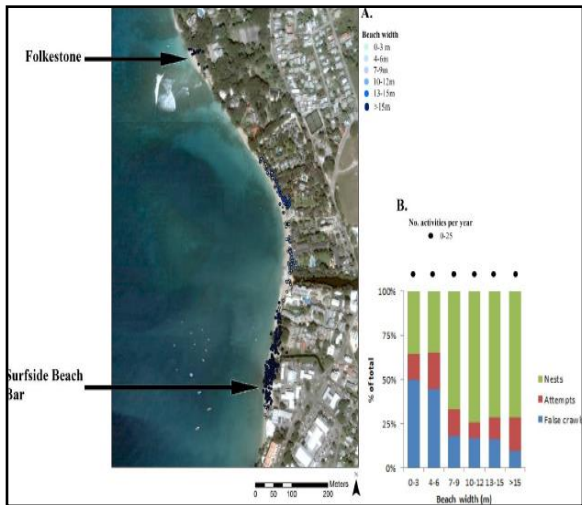 Folkestone
Surfside Beach
Bar
A.
Beach width
0-3 m
4-6m
7-9m
10-12m
13-15m
>15m
N
Meters
0 25 50 100 150 200
B.
No. activities per year
0-25
100%
75%
50%
25%
0%
% of total
0-3 4-6 7-9 10-12 13-15 >15
Beach width (m)
Nests
Attempts
False crawl